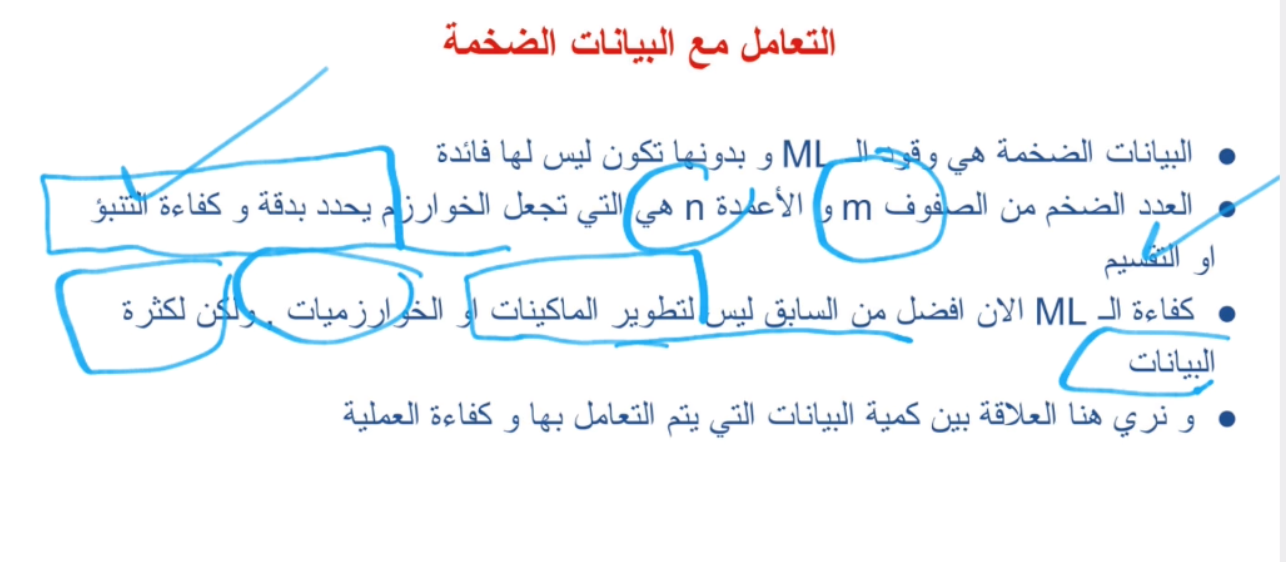 التعامل مع البيانات الضخمة
البيانات الضخمة هي وقود الـ ML و بدونها تكون ليس لها فائدة
العدد الضخم من الصفوف m و الأعمدة n هي التي تجعل الخوارزم يحدد بدقة و كفاءة التنبؤ
او التقسيم
كفاءة الـ ML الان افضل من السابق ليس لتطوير الماكينات او الخوارزميات , ولكن لكثرة
البيانات
و نري هنا العلاقة بين كمية البيانات التي يتم التعامل بها و كفاءة العملية